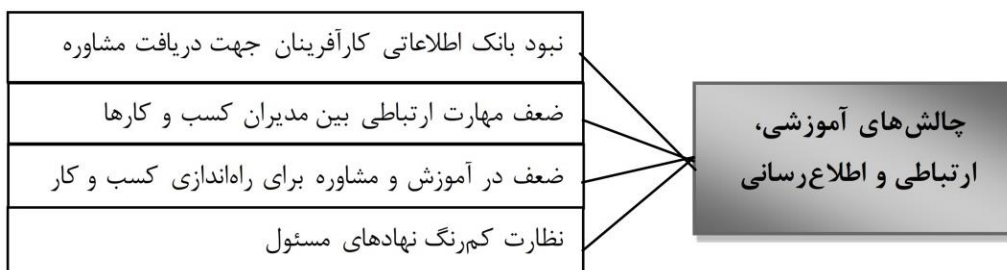 چالش‌های آموزشی،
ارتباطی و اطلاع‌رسانی
نبود بانک اطلاعاتی کارآفرینان جهت دریافت مشاوره
ضعف مهارت ارتباطی بین مدیران کسب و کارها
ضعف در آموزش و مشاوره برای راه‌اندازی کسب و کار
نظارت کم‌رنگ نهادهای مسئول